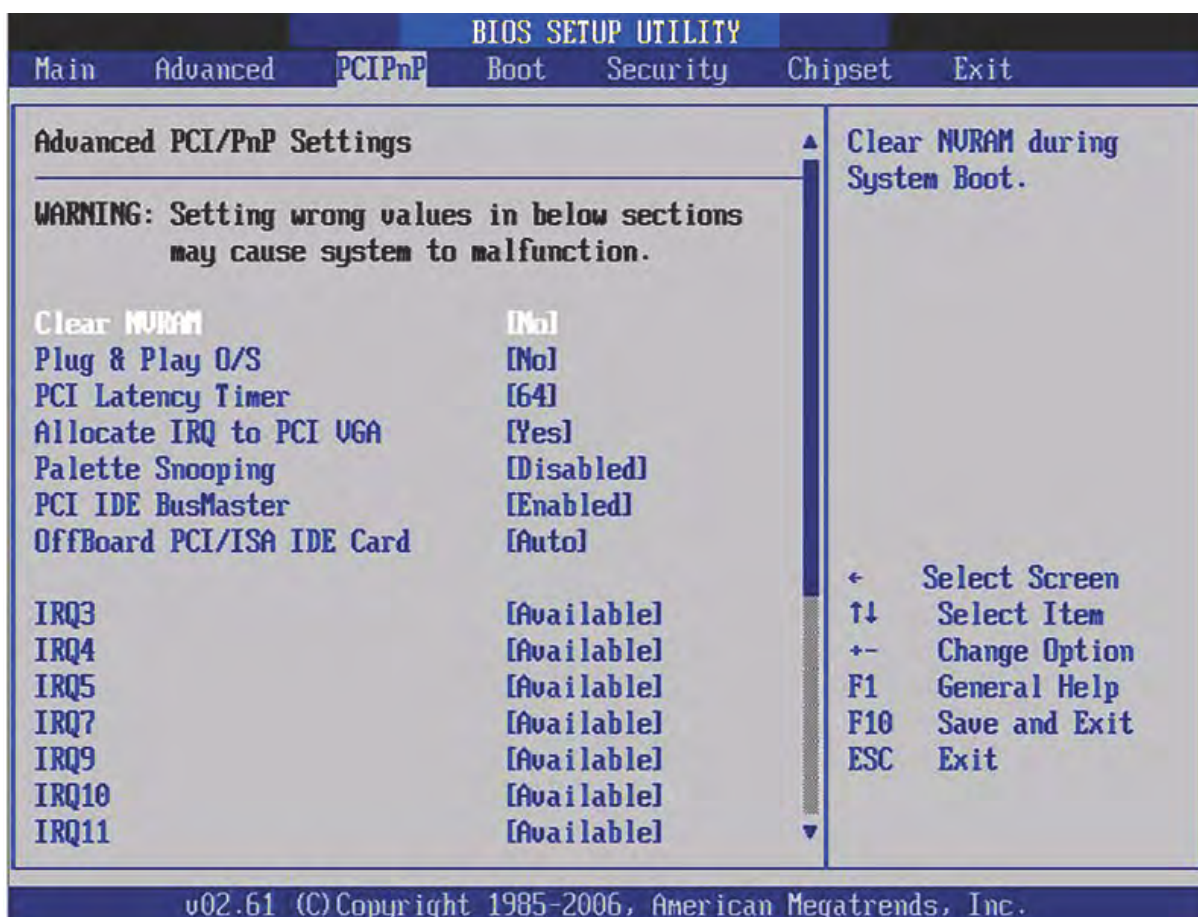 BIOS SETUP UTILITY
Main Advanced PCIPnP Boot Security Chipset Exit
Advanced PCI/PnP Settings
WARNING: Setting wrong values in below sections
may cause system to malfunction.
Clear NVRAM [No]
Plug & Play O/S [No]
PCI Latency Timer [64]
Allocate IRQ to PCI VGA [Yes]
Palette Snooping [Disabled]
PCI IDE BusMaster [Enabled]
OffBoard PCI/ISA IDE Card [Auto]
IRQ3 [Available]
IRQ4 [Available]
IRQ5 [Available]
IRQ7 [Available]
IRQ9 [Available]
IRQ10 [Available]
IRQ11 [Available]
Clear NVRAM during
System Boot.
← Select Screen
↑↓ Select Item
+- Change Option
F1 General Help
F10 Save and Exit
ESC Exit
v02.61 (C)Copyright 1985-2006, American Megatrends, Inc.